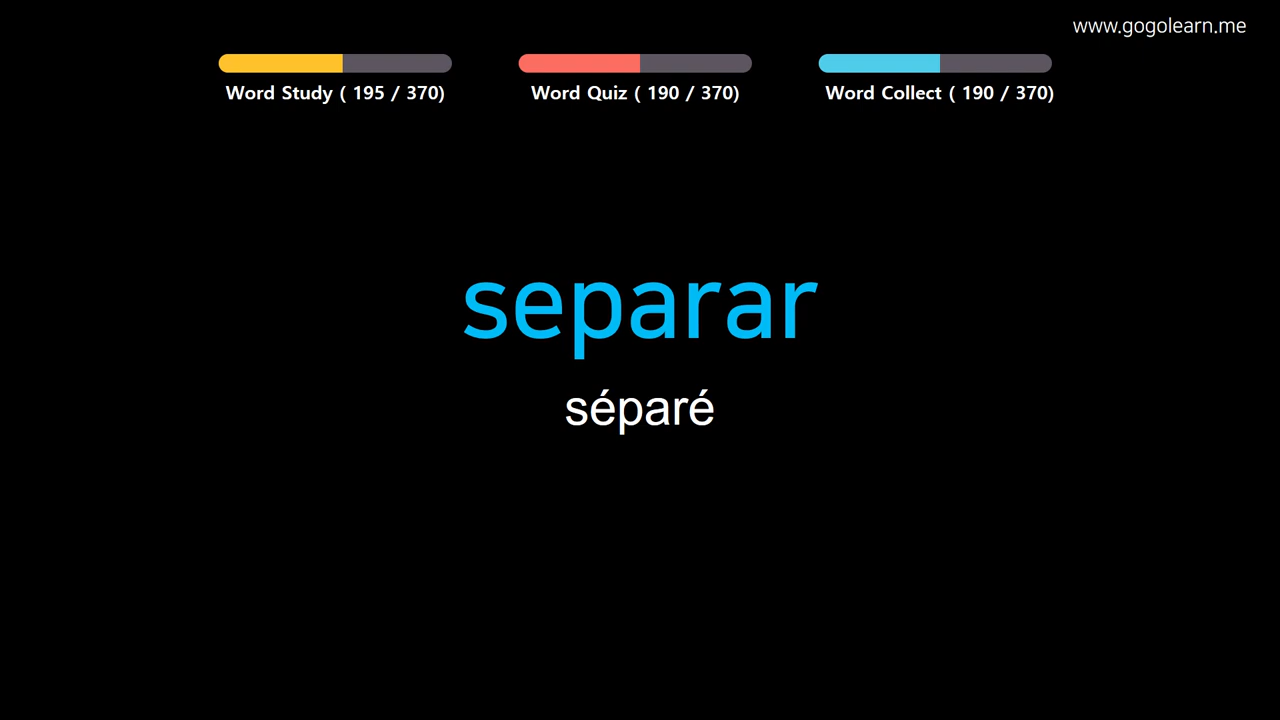 www.gogolearn.me
Word Study ( 195 / 370)
Word Quiz ( 190 / 370)
Word Collect ( 190 / 370)
separar
séparé